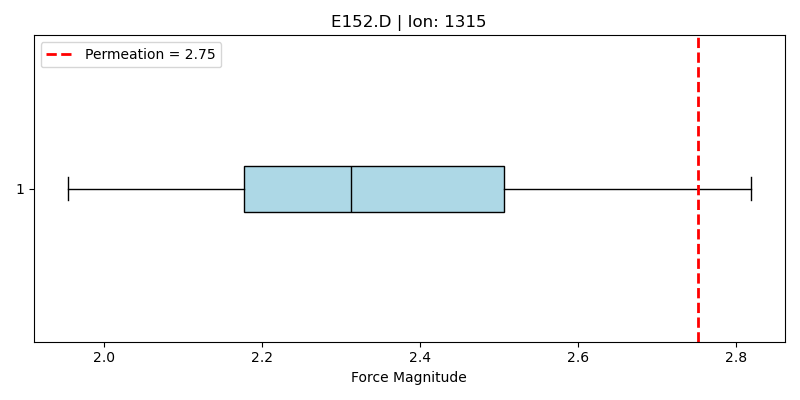 E152.D | Ion: 1315
Permeation = 2.75
1
2.0 2.2 2.4 2.6 2.8
Force Magnitude